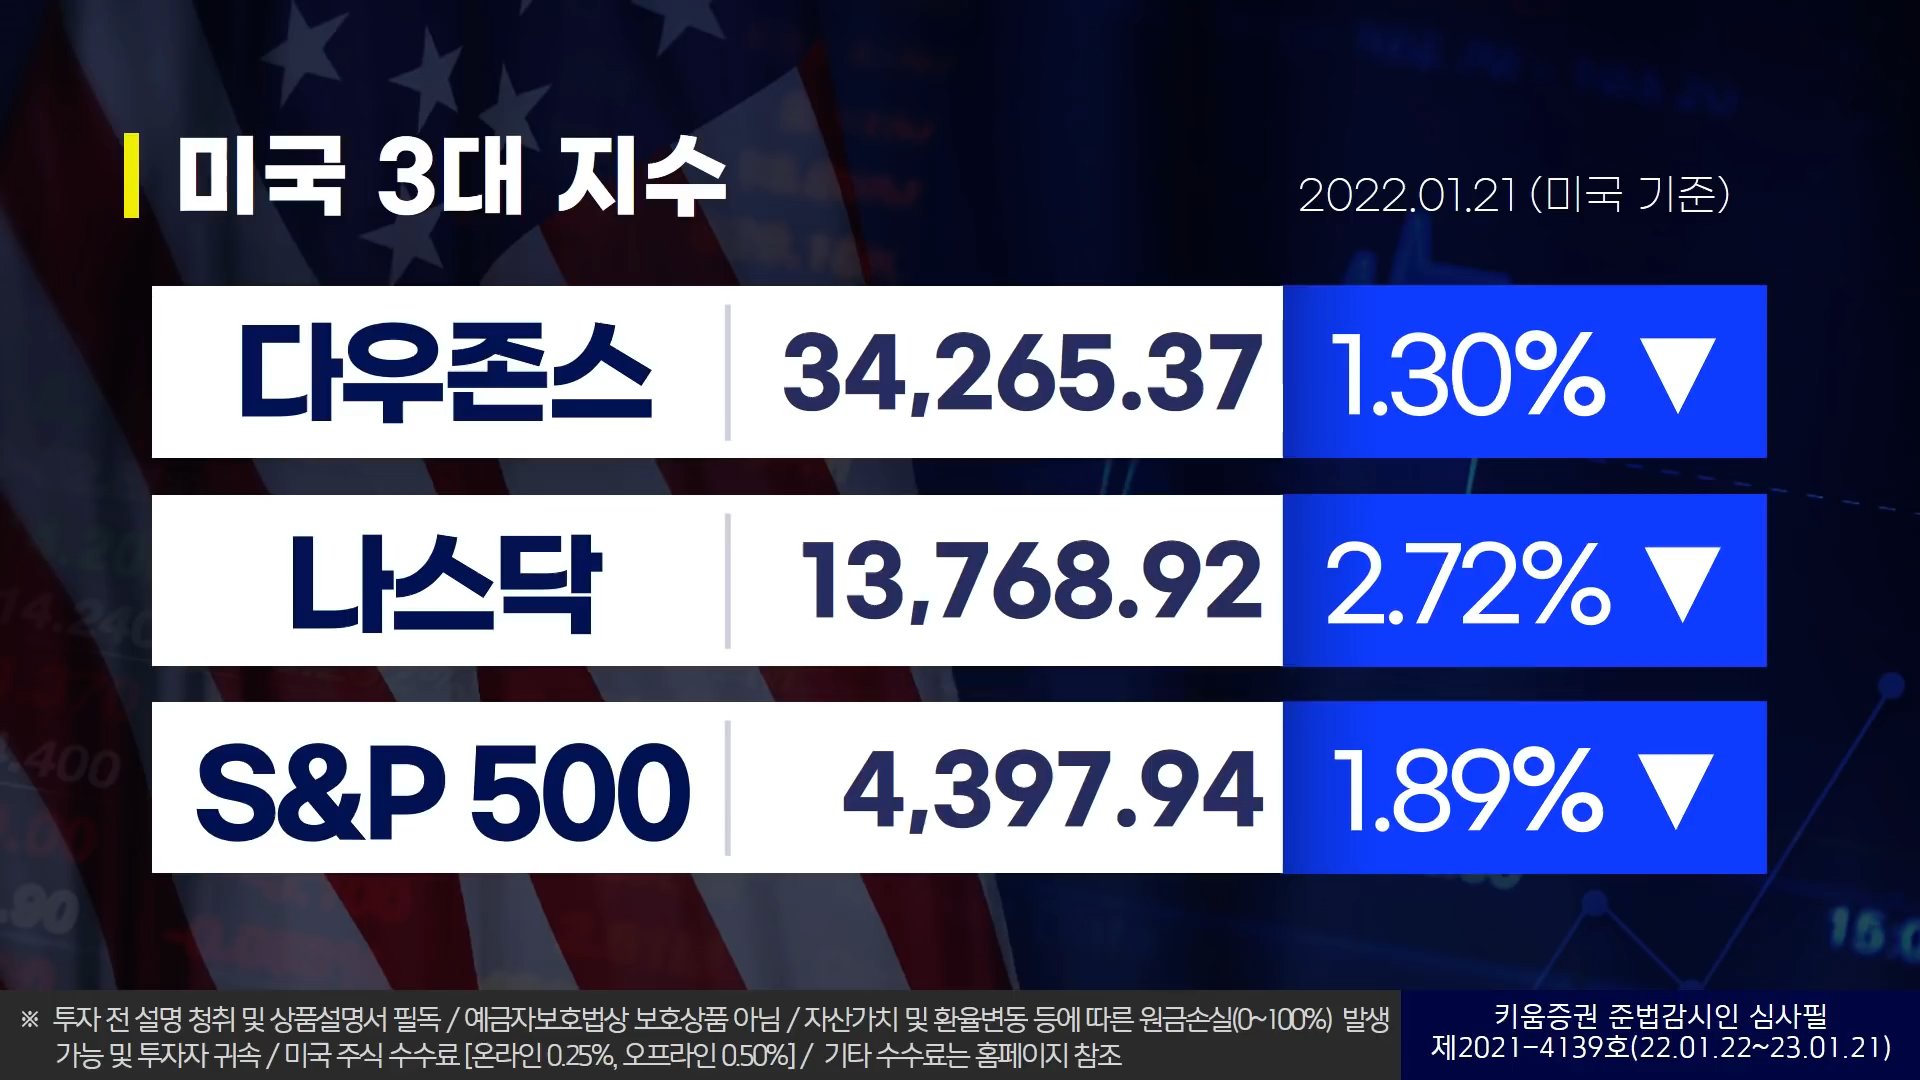 미국 3대 지수
2022.01.21 (미국 기준)
다우존스 34,265.37 1.30% ▼
나스닥 13,768.92 2.72% ▼
S&P 500 4,397.94 1.89% ▼
※ 투자 전 설명 청취 및 상품설명서 필독 / 예금자보호법상 보호상품 아님 / 자산가치 및 환율변동 등에 따른 원금손실(0~100%) 발생
가능 및 투자자 귀속 / 미국 주식 수수료 [온라인 0.25%, 오프라인 0.50%] / 기타 수수료는 홈페이지 참조
키움증권 준법감시인 심사필
제2021-4139호(22.01.22~23.01.21)